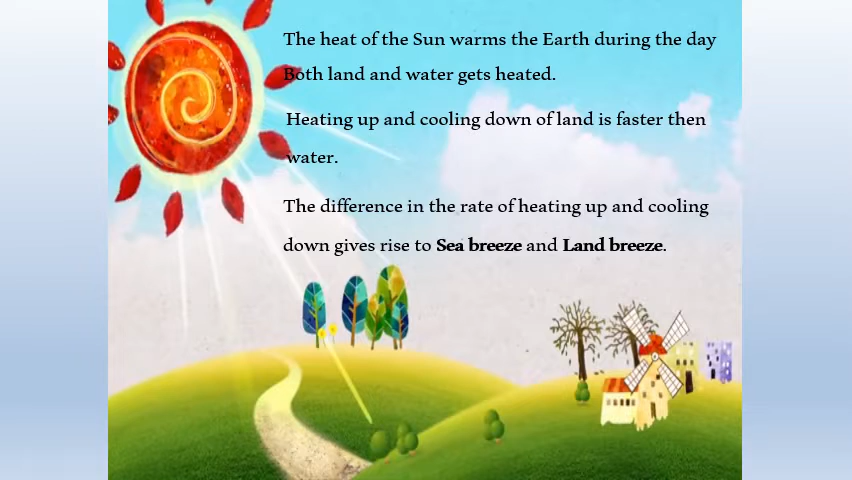 The heat of the Sun warms the Earth during the day
Both land and water gets heated.
Heating up and cooling down of land is faster then
water.
The difference in the rate of heating up and cooling
down gives rise to Sea breeze and Land breeze.